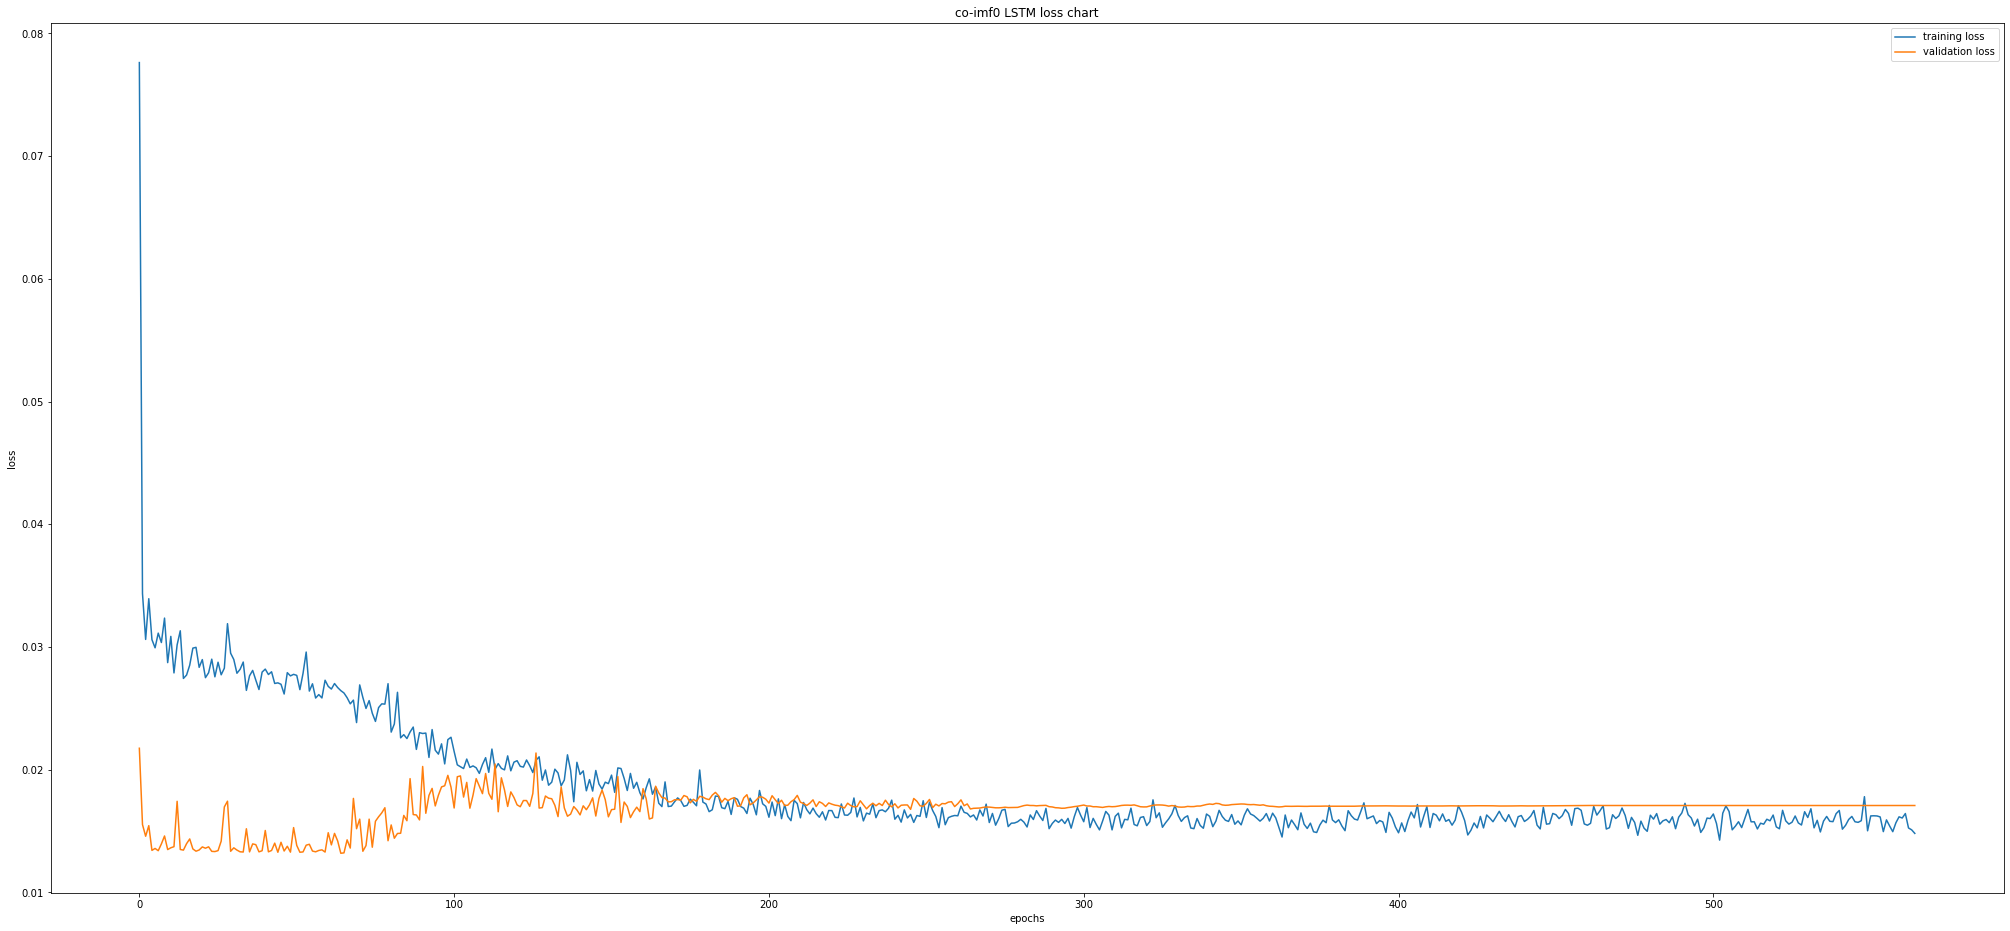 co-imf0 LSTM loss chart
training loss
validation loss
0.08
0.07
0.06
0.05
0.04
0.03
0.02
0.01
loss
0 100 200 300 400 500
epochs